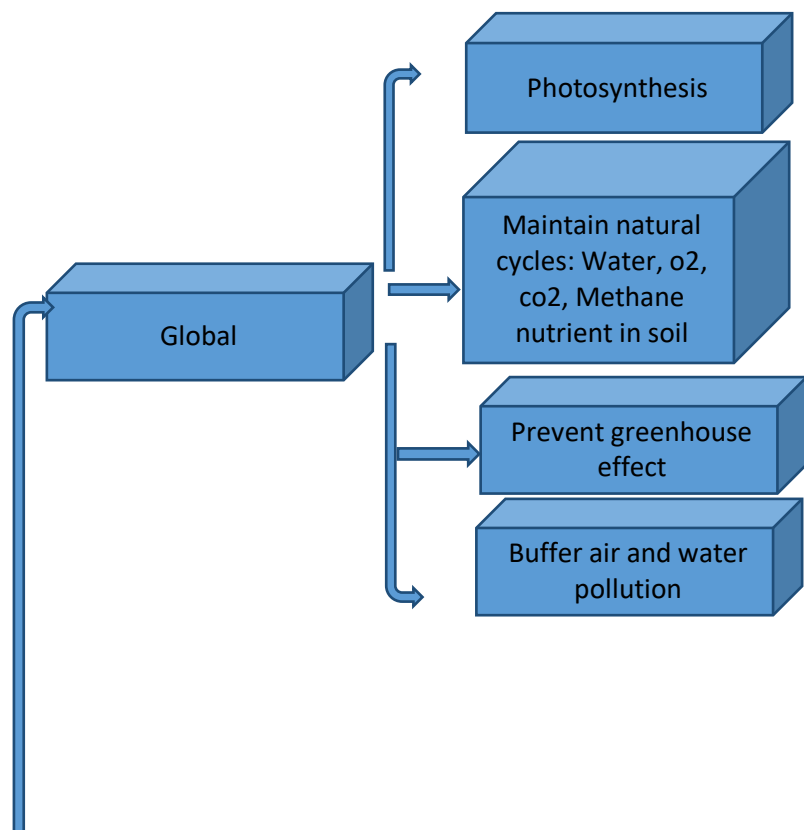 Photosynthesis
Maintain natural
cycles: Water, o2,
co2, Methane
nutrient in soil
Global
Prevent greenhouse
effect
Buffer air and water
pollution